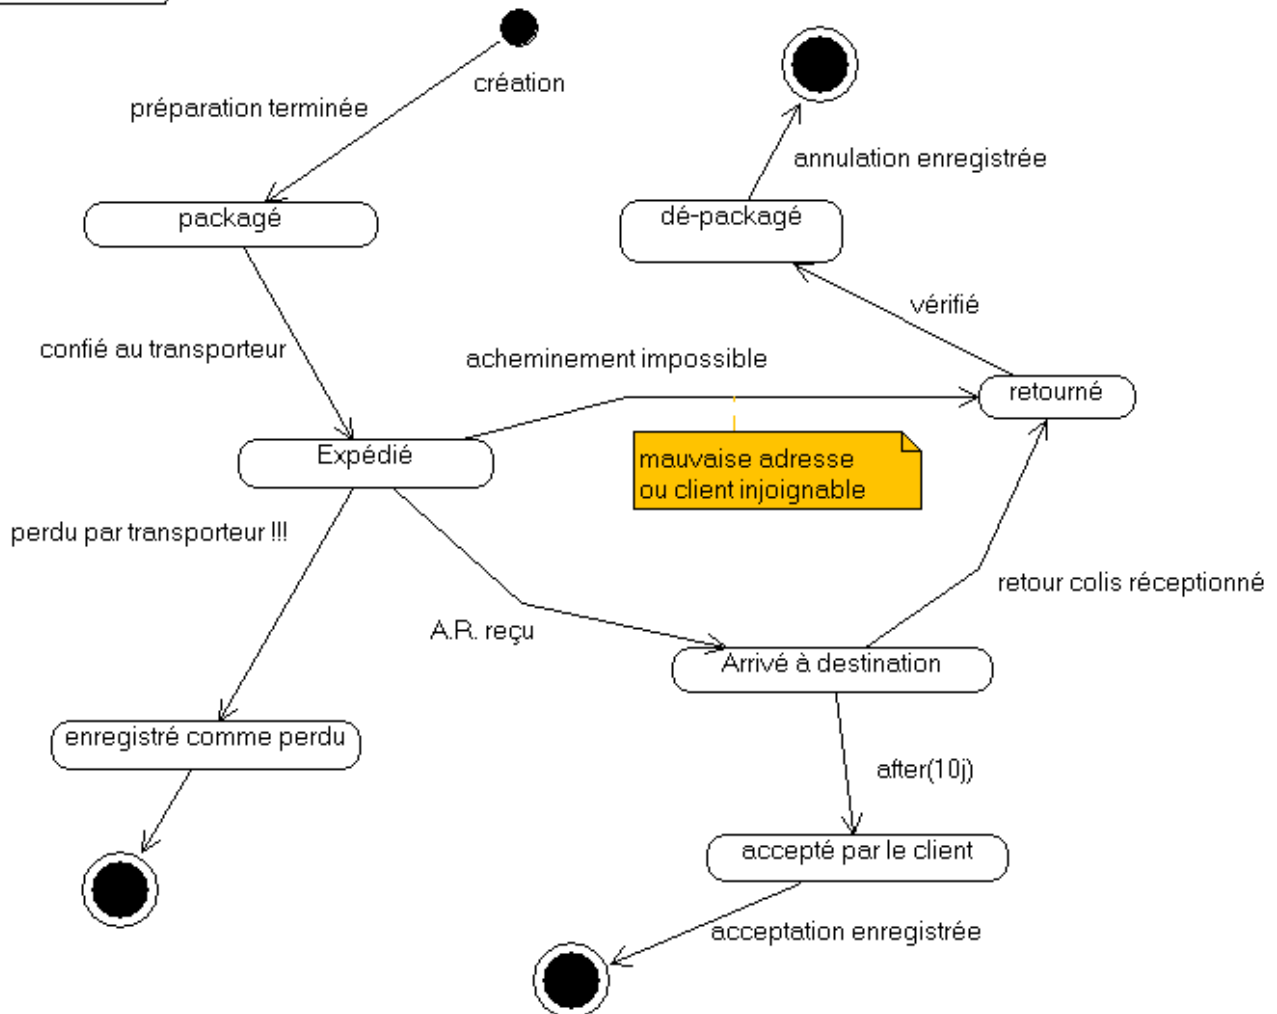 création
préparation terminée
annulation enregistrée
packagé
dé-packagé
vérifié
confié au transporteur
acheminement impossible
retourné
Expédié
mauvaise adresse
ou client injoignable
perdu par transporteur !!!
retour colis réceptionné
A.R. reçu
Arrivé à destination
enregistré comme perdu
after(10j)
accepté par le client
acceptation enregistrée